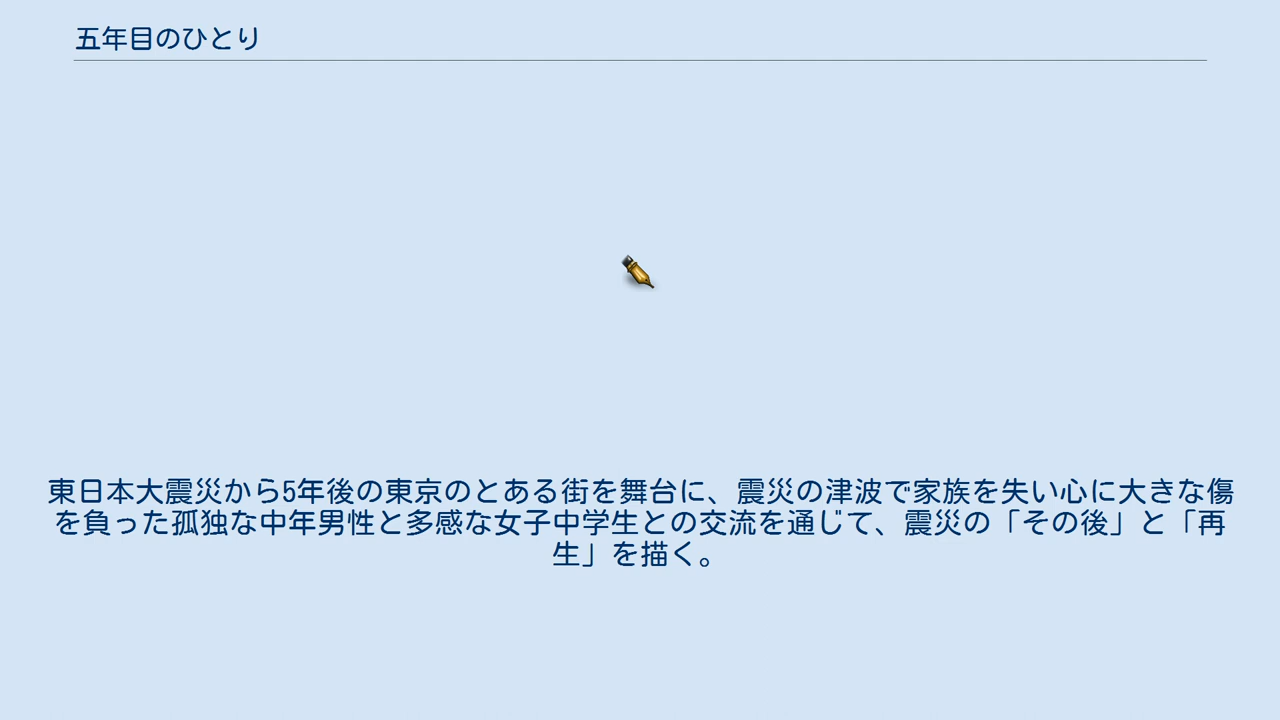 五年目のひとり
東日本大震災から5年後の東京のとある街を舞台に、震災の津波で家族を失い心に大きな傷
を負った孤独な中年男性と多感な女子中学生との交流を通じて、震災の「その後」と「再
生」を描く。